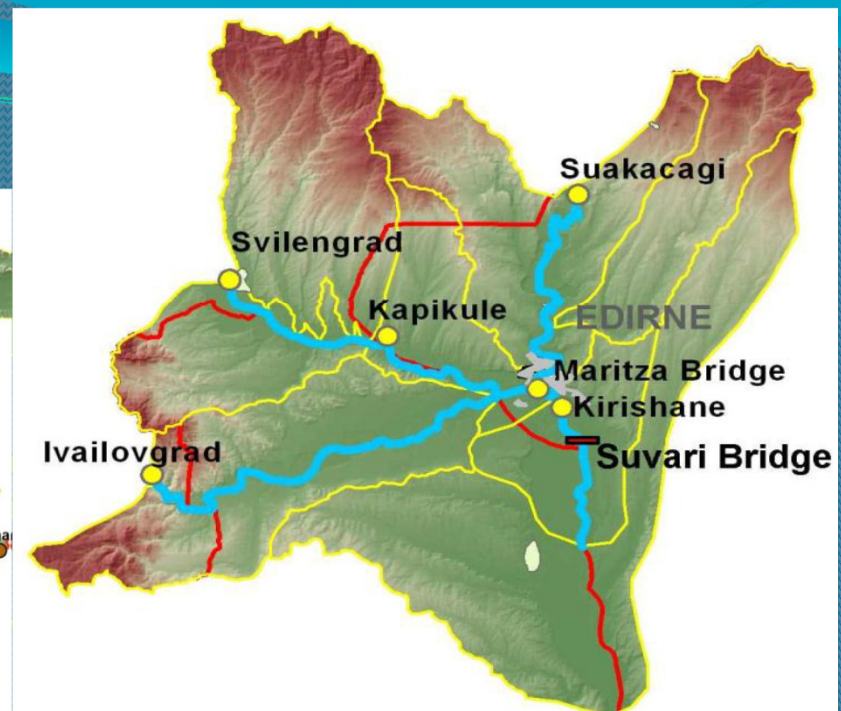 Suakacagi
Svilengrad
Kapikule
EDIRNE
Maritza Bridge
Kirishane
Ivailovgrad
Suvari Bridge